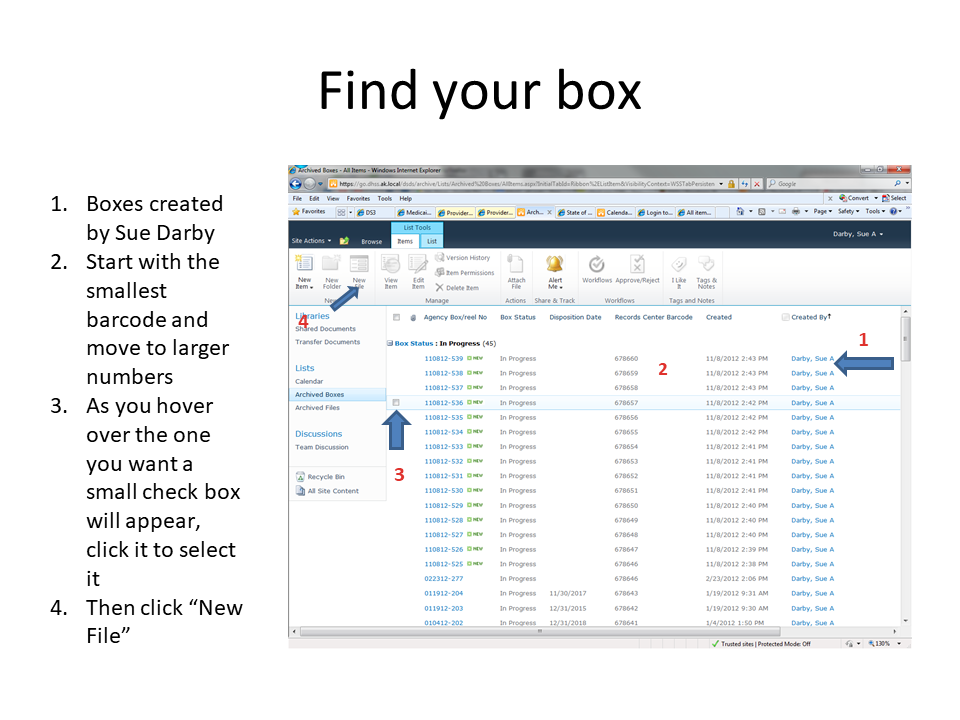 Find your box
1. Boxes created
by Sue Darby
2. Start with the
smallest
barcode and
move to larger
numbers
3. As you hover
over the one
you want a
small check box
will appear,
click it to select
it
4. Then click “New
File”
Archived Boxes - All Items - Windows Internet Explorer
Google
File Edit View Favorites Tools Help
Convert Select
Favorites DS3 Medicai... Provider... Provider... Arch... State of ... Calenda... Login to... All item...
Page Safety Tools
List Tools
Site Actions Browse Items List
Darby, Sue A
New Item
New Folder
New File
View Item
Edit Item
Version History
Item Permissions
Delete Item
Attach File
Alert Me
Workflows
Approve/Reject
I Like It
Tags & Notes
Manage Actions Share & Track Workflows Tags and Notes
4
Libraries
Shared Documents
Transfer Documents
Lists
Calendar
Archived Boxes
Archived Files
Discussions
Team Discussion
Recycle Bin
All Site Content
Agency Box/reel No Box Status Disposition Date Records Center Barcode Created Created By
Box Status : In Progress (45)
1
2
3
110812-539 NEW In Progress 678660 11/8/2012 2:43 PM Darby, Sue A
110812-538 NEW In Progress 678659 11/8/2012 2:43 PM Darby, Sue A
110812-537 NEW In Progress 678658 11/8/2012 2:43 PM Darby, Sue A
110812-536 NEW In Progress 678657 11/8/2012 2:42 PM Darby, Sue A
110812-535 NEW In Progress 678656 11/8/2012 2:42 PM Darby, Sue A
110812-534 NEW In Progress 678655 11/8/2012 2:42 PM Darby, Sue A
110812-533 NEW In Progress 678654 11/8/2012 2:41 PM Darby, Sue A
110812-532 NEW In Progress 678653 11/8/2012 2:41 PM Darby, Sue A
110812-531 NEW In Progress 678652 11/8/2012 2:41 PM Darby, Sue A
110812-530 NEW In Progress 678651 11/8/2012 2:41 PM Darby, Sue A
110812-529 NEW In Progress 678650 11/8/2012 2:40 PM Darby, Sue A
110812-528 NEW In Progress 678649 11/8/2012 2:40 PM Darby, Sue A
110812-527 NEW In Progress 678648 11/8/2012 2:40 PM Darby, Sue A
110812-526 NEW In Progress 678647 11/8/2012 2:39 PM Darby, Sue A
110812-525 NEW In Progress 678646 11/8/2012 2:38 PM Darby, Sue A
022312-277 In Progress 678646 2/23/2012 2:06 PM Darby, Sue A
011912-204 In Progress 11/30/2017 678643 1/19/2012 9:31 AM Darby, Sue A
011912-203 In Progress 12/31/2015 678642 1/19/2012 9:30 AM Darby, Sue A
010412-202 In Progress 12/31/2018 678641 1/4/2012 1:50 PM Darby, Sue A
Trusted sites | Protected Mode: Off 130%